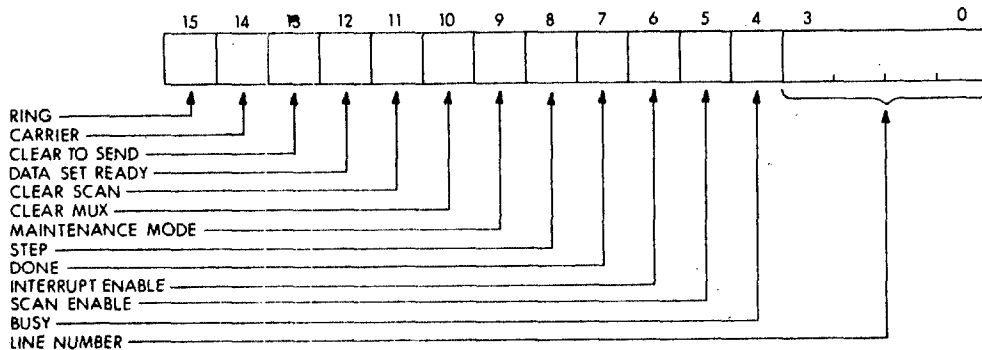 15 14 13 12 11 10 9 8 7 6 5 4 3 0
RING
CARRIER
CLEAR TO SEND
DATA SET READY
CLEAR SCAN
CLEAR MUX
MAINTENANCE MODE
STEP
DONE
INTERRUPT ENABLE
SCAN ENABLE
BUSY
LINE NUMBER